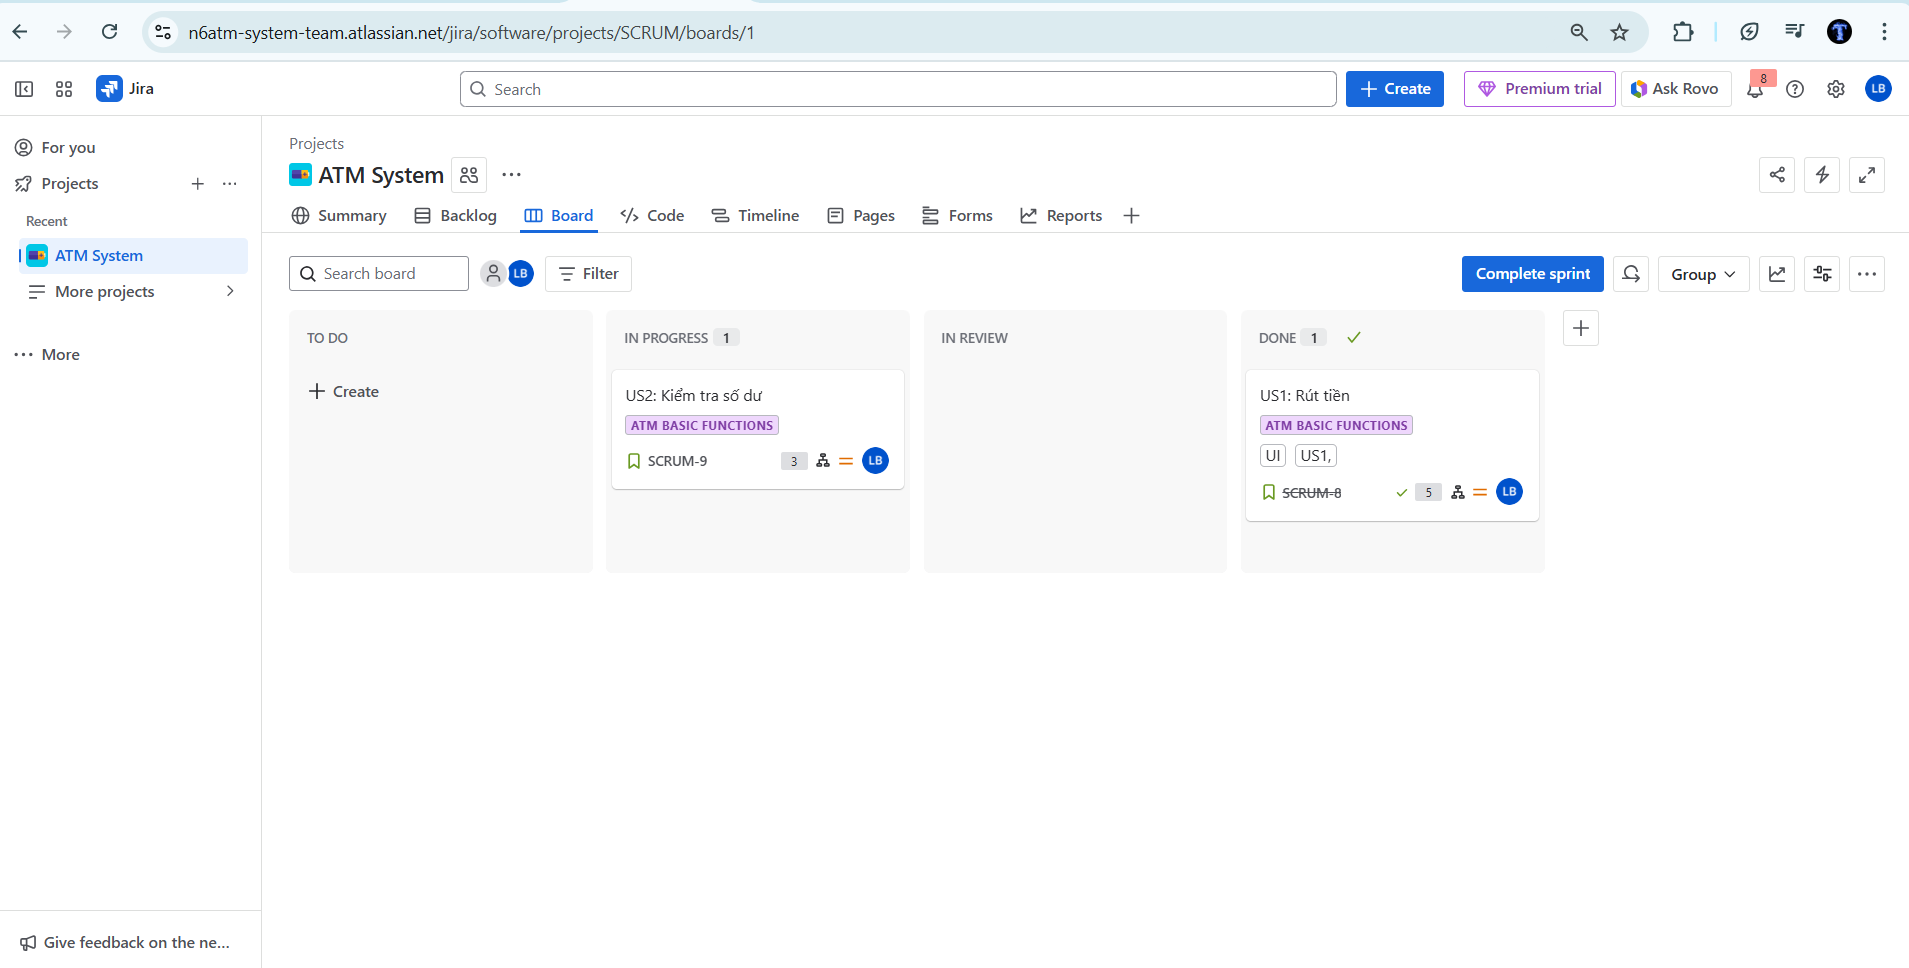 n6atm-system-team.atlassian.net/jira/software/projects/SCRUM/boards/1
Jira
Search
Create
Premium trial
Ask Rovo
8
LB
For you
Projects
Recent
ATM System
More projects
More
Give feedback on the ne...
Projects
ATM System
Summary
Backlog
Board
Code
Timeline
Pages
Forms
Reports
Search board
LB
Filter
Complete sprint
Group
TO DO
Create
IN PROGRESS 1
US2: Kiểm tra số dư
ATM BASIC FUNCTIONS
SCRUM-9
3
LB
IN REVIEW
DONE 1
US1: Rút tiền
ATM BASIC FUNCTIONS
UI US1,
SCRUM-8
5
LB